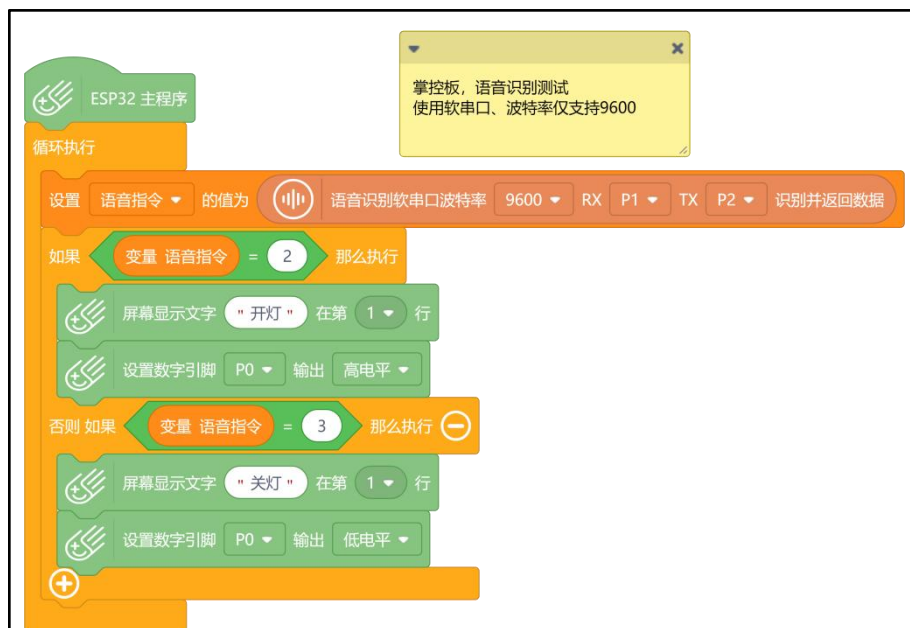 掌控板，语音识别测试
使用软串口、波特率仅支持9600
ESP32 主程序
循环执行
设置 语音指令 的值为 语音识别软串口波特率 9600 RX P1 TX P2 识别并返回数据
如果 变量 语音指令 = 2 那么执行
屏幕显示文字 "开灯" 在第 1 行
设置数字引脚 P0 输出 高电平
否则 如果 变量 语音指令 = 3 那么执行
屏幕显示文字 "关灯" 在第 1 行
设置数字引脚 P0 输出 低电平